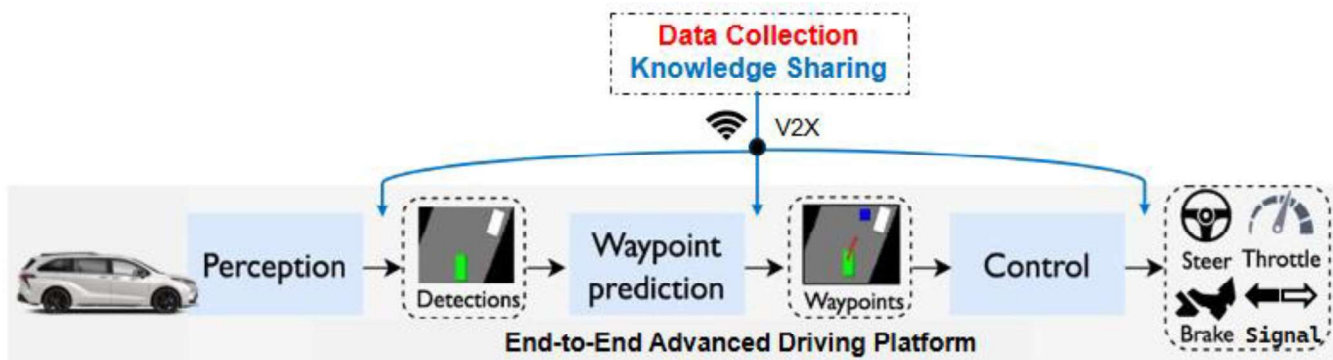 Data Collection
Knowledge Sharing
V2X
Perception
Detections
Waypoint
prediction
Waypoints
Control
Steer Throttle
Brake Signal
End-to-End Advanced Driving Platform